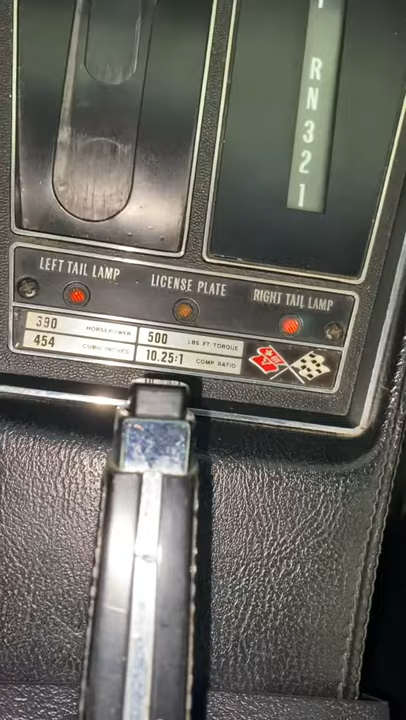 R
N
3
2
1
LEFT TAIL LAMP
LICENSE PLATE
RIGHT TAIL LAMP
390 HORSEPOWER
500 LBS FT TORQUE
454 CUBIC INCHES
10.25:1 COMP RATIO